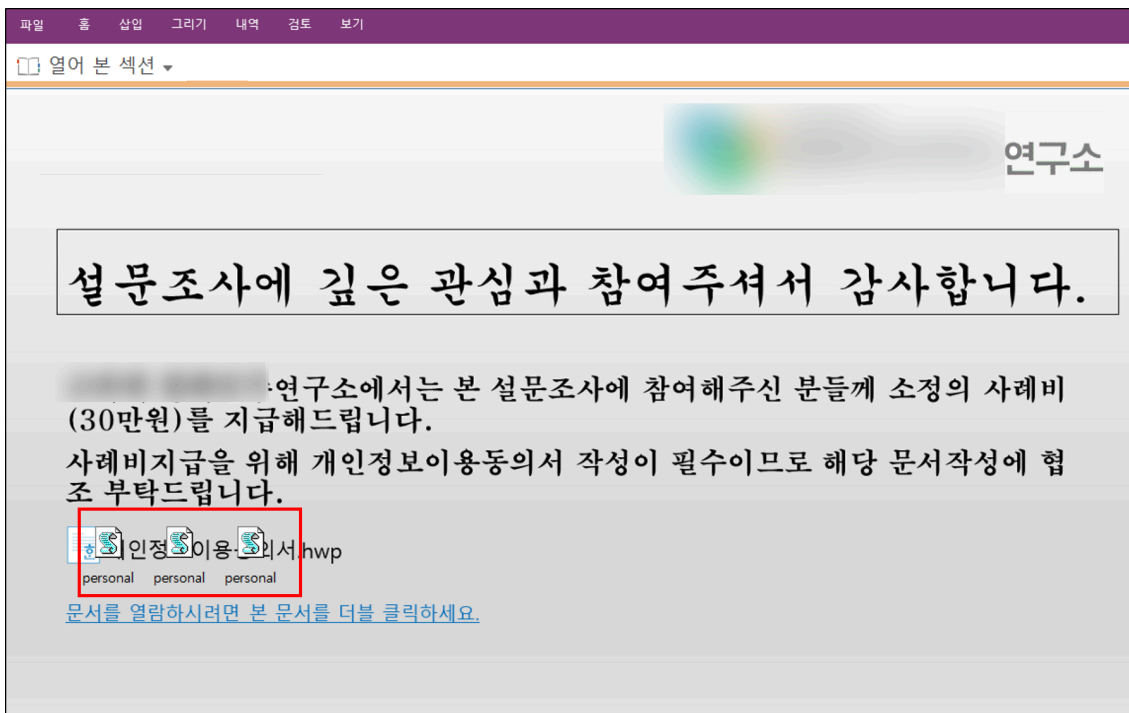 파일 홈 삽입 그리기 내역 검토 보기
열어 본 섹션
연구소
설문조사에 깊은 관심과 참여주셔서 감사합니다.
연구소에서는 본 설문조사에 참여해주신 분들께 소정의 사례비
(30만원)를 지급해드립니다.
사례비지급을 위해 개인정보이용동의서 작성이 필수이므로 해당 문서작성에 협
조 부탁드립니다.
인정 이용 의서.hwp
personal personal personal
문서를 열람하시려면 본 문서를 더블 클릭하세요.